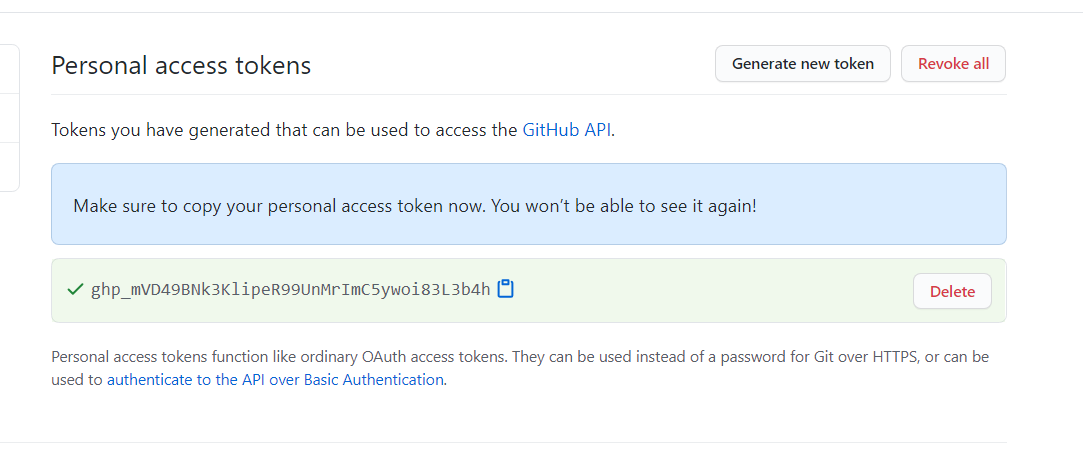 Personal access tokens
Generate new token
Revoke all
Tokens you have generated that can be used to access the GitHub API.
Make sure to copy your personal access token now. You won't be able to see it again!
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
Delete
Personal access tokens function like ordinary OAuth access tokens. They can be used instead of a password for Git over HTTPS, or can be
used to authenticate to the API over Basic Authentication.